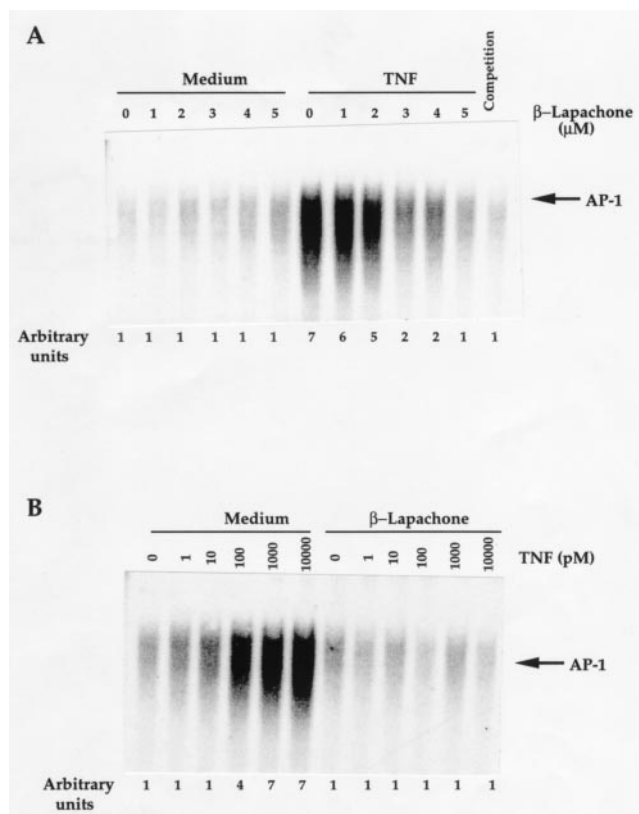 A
Medium TNF Competition
0 1 2 3 4 5 0 1 2 3 4 5 β–Lapachone
(μM)
AP-1
Arbitrary 1 1 1 1 1 1 7 6 5 2 2 1 1
units
B
Medium β–Lapachone
0 1 10 100 1000 10000 0 1 10 100 1000 10000 TNF (pM)
AP-1
Arbitrary 1 1 1 4 7 7 1 1 1 1 1 1
units